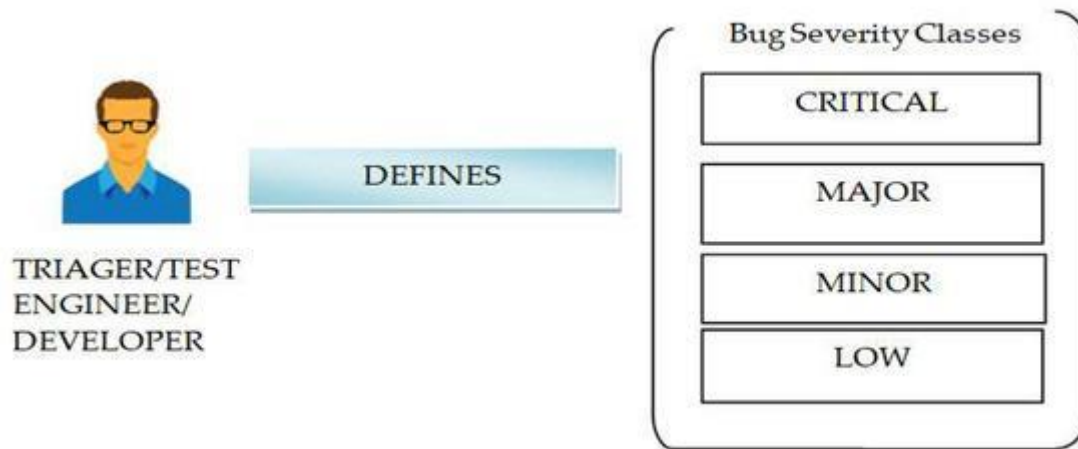 Bug Severity Classes
CRITICAL
DEFINES
MAJOR
TRIAGER/TEST
ENGINEER/
DEVELOPER
MINOR
LOW